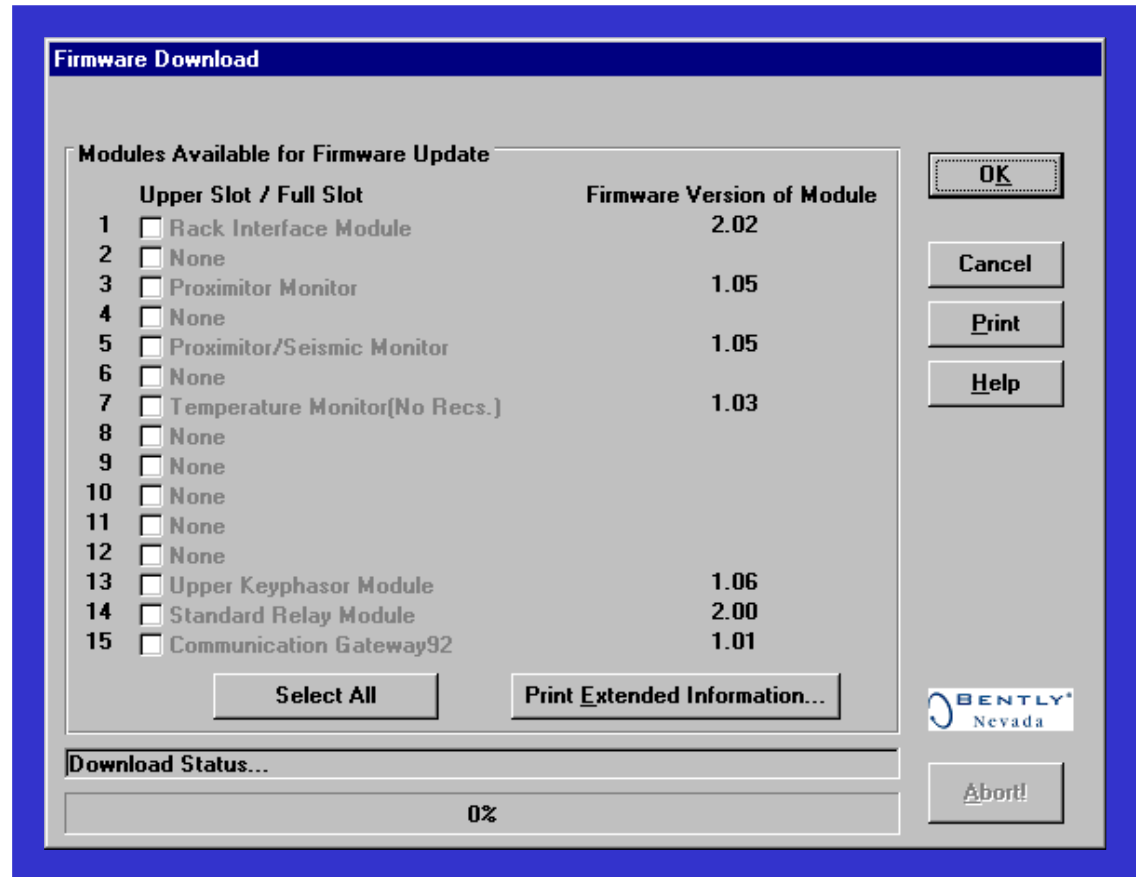 Firmware Download
Modules Available for Firmware Update
Upper Slot / Full Slot Firmware Version of Module
1 Rack Interface Module 2.02
2 None
3 Proximitor Monitor 1.05
4 None
5 Proximitor/Seismic Monitor 1.05
6 None
7 Temperature Monitor(No Recs.) 1.03
8 None
9 None
10 None
11 None
12 None
13 Upper Keyphasor Module 1.06
14 Standard Relay Module 2.00
15 Communication Gateway92 1.01
Select All Print Extended Information...
Download Status...
0%
OK
Cancel
Print
Help
BENTLY
Nevada
Abort!